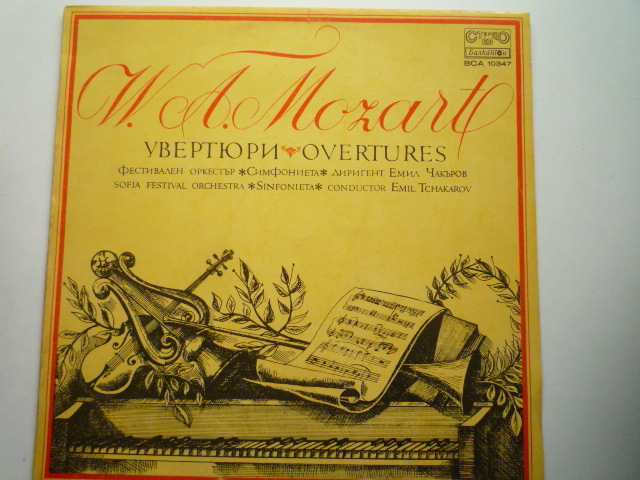 СТЕРЕО
Балкантон
ВСА 10347
W. A. Mozart
УВЕРТЮРИ OVERTURES
ФЕСТИВАЛЕН ОРКЕСТЪР *СИМФОНИЕТА* ДИРИГЕНТ ЕМИЛ ЧАКЪРОВ
SOFIA FESTIVAL ORCHESTRA *SINFONIETA* CONDUCTOR EMIL TCHAKAROV